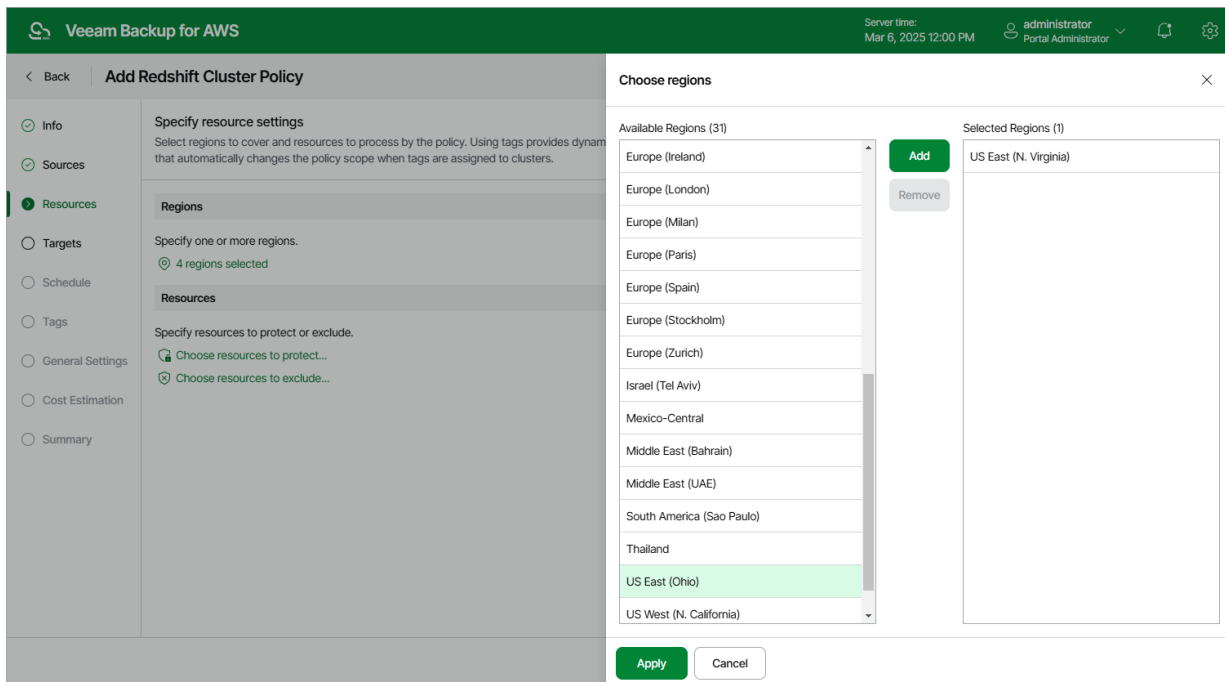 Veeam Backup for AWS
Server time:
Mar 6, 2025 12:00 PM
administrator
Portal Administrator
Back
Add Redshift Cluster Policy
Info
Sources
Resources
Targets
Schedule
Tags
General Settings
Cost Estimation
Summary
Specify resource settings
Select regions to cover and resources to process by the policy. Using tags provides dynam
that automatically changes the policy scope when tags are assigned to clusters.
Regions
Specify one or more regions.
4 regions selected
Resources
Specify resources to protect or exclude.
Choose resources to protect...
Choose resources to exclude...
Choose regions
Available Regions (31)
Europe (Ireland)
Europe (London)
Europe (Milan)
Europe (Paris)
Europe (Spain)
Europe (Stockholm)
Europe (Zurich)
Israel (Tel Aviv)
Mexico-Central
Middle East (Bahrain)
Middle East (UAE)
South America (Sao Paulo)
Thailand
US East (Ohio)
US West (N. California)
Add
Remove
Selected Regions (1)
US East (N. Virginia)
Apply
Cancel